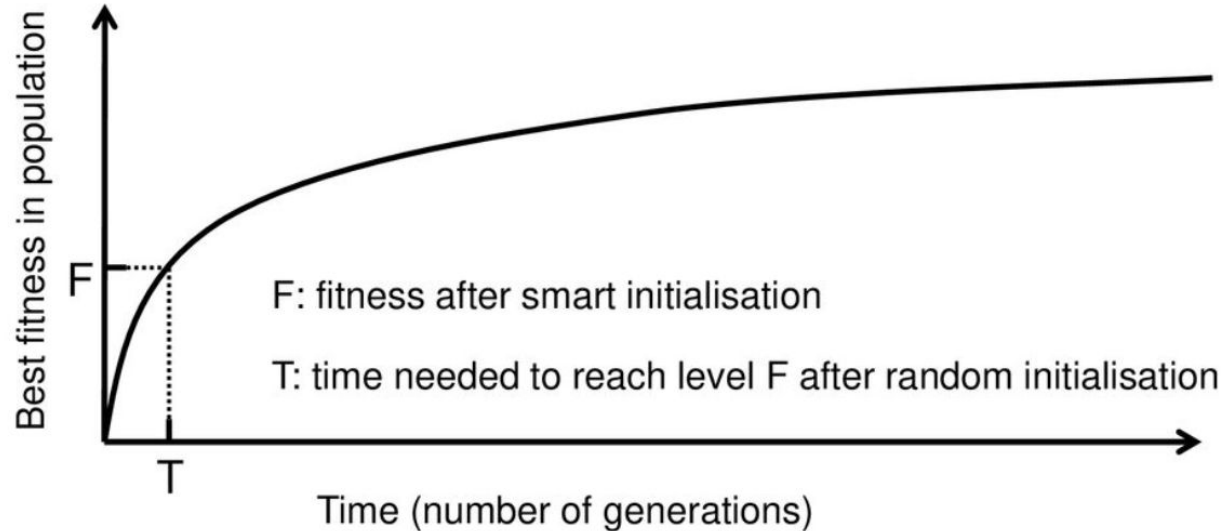 Best fitness in population
F
F: fitness after smart initialisation
T: time needed to reach level F after random initialisation
T
Time (number of generations)